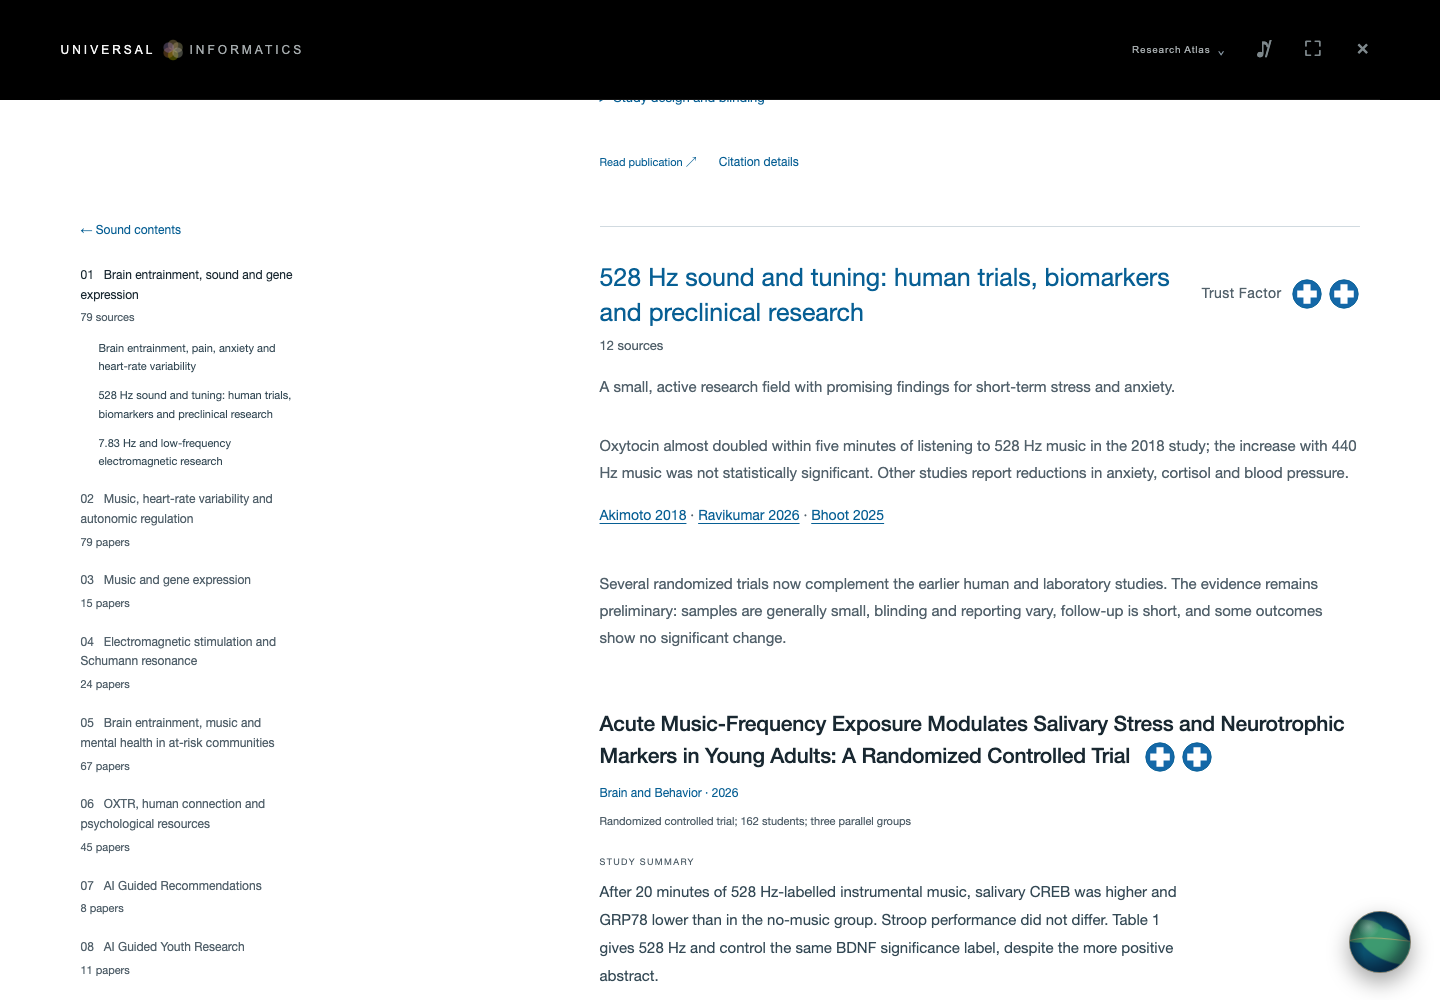 UNIVERSAL INFORMATICS
Research Atlas
Study design and blinding
Read publication ↗ Citation details
← Sound contents
01 Brain entrainment, sound and gene
expression
79 sources
Brain entrainment, pain, anxiety and
heart-rate variability
528 Hz sound and tuning: human trials,
biomarkers and preclinical research
7.83 Hz and low-frequency
electromagnetic research
02 Music, heart-rate variability and
autonomic regulation
79 papers
03 Music and gene expression
15 papers
04 Electromagnetic stimulation and
Schumann resonance
24 papers
05 Brain entrainment, music and
mental health in at-risk communities
67 papers
06 OXTR, human connection and
psychological resources
45 papers
07 AI Guided Recommendations
8 papers
08 AI Guided Youth Research
11 papers
528 Hz sound and tuning: human trials, biomarkers
and preclinical research
Trust Factor
12 sources
A small, active research field with promising findings for short-term stress and anxiety.
Oxytocin almost doubled within five minutes of listening to 528 Hz music in the 2018 study; the increase with 440
Hz music was not statistically significant. Other studies report reductions in anxiety, cortisol and blood pressure.
Akimoto 2018 · Ravikumar 2026 · Bhoot 2025
Several randomized trials now complement the earlier human and laboratory studies. The evidence remains
preliminary: samples are generally small, blinding and reporting vary, follow-up is short, and some outcomes
show no significant change.
Acute Music-Frequency Exposure Modulates Salivary Stress and Neurotrophic
Markers in Young Adults: A Randomized Controlled Trial
Brain and Behavior · 2026
Randomized controlled trial; 162 students; three parallel groups
STUDY SUMMARY
After 20 minutes of 528 Hz-labelled instrumental music, salivary CREB was higher and
GRP78 lower than in the no-music group. Stroop performance did not differ. Table 1
gives 528 Hz and control the same BDNF significance label, despite the more positive
abstract.